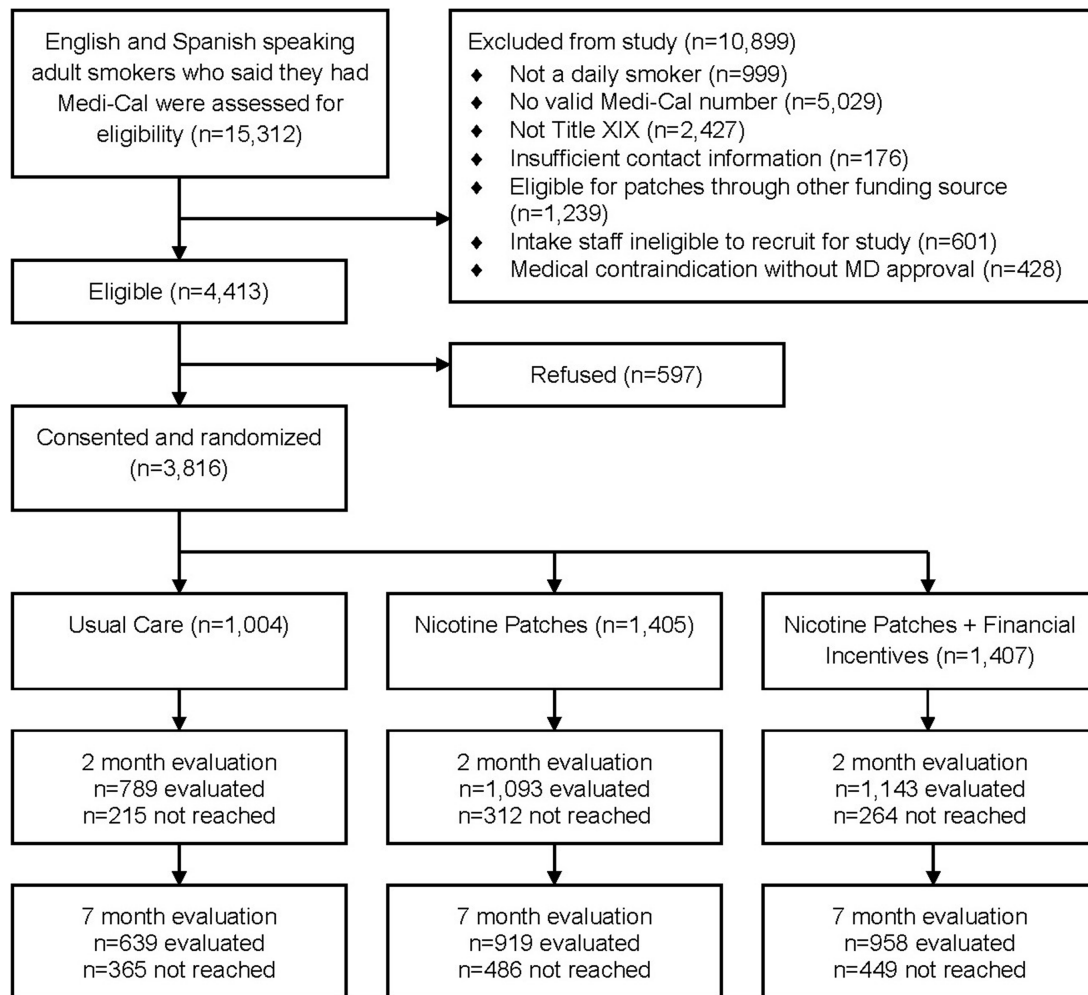 English and Spanish speaking
adult smokers who said they had
Medi-Cal were assessed for
eligibility (n=15,312)
Excluded from study (n=10,899)
♦ Not a daily smoker (n=999)
♦ No valid Medi-Cal number (n=5,029)
♦ Not Title XIX (n=2,427)
♦ Insufficient contact information (n=176)
♦ Eligible for patches through other funding source
(n=1,239)
♦ Intake staff ineligible to recruit for study (n=601)
♦ Medical contraindication without MD approval (n=428)
Eligible (n=4,413)
Refused (n=597)
Consented and randomized
(n=3,816)
Usual Care (n=1,004)
Nicotine Patches (n=1,405)
Nicotine Patches + Financial
Incentives (n=1,407)
2 month evaluation
n=789 evaluated
n=215 not reached
2 month evaluation
n=1,093 evaluated
n=312 not reached
2 month evaluation
n=1,143 evaluated
n=264 not reached
7 month evaluation
n=639 evaluated
n=365 not reached
7 month evaluation
n=919 evaluated
n=486 not reached
7 month evaluation
n=958 evaluated
n=449 not reached